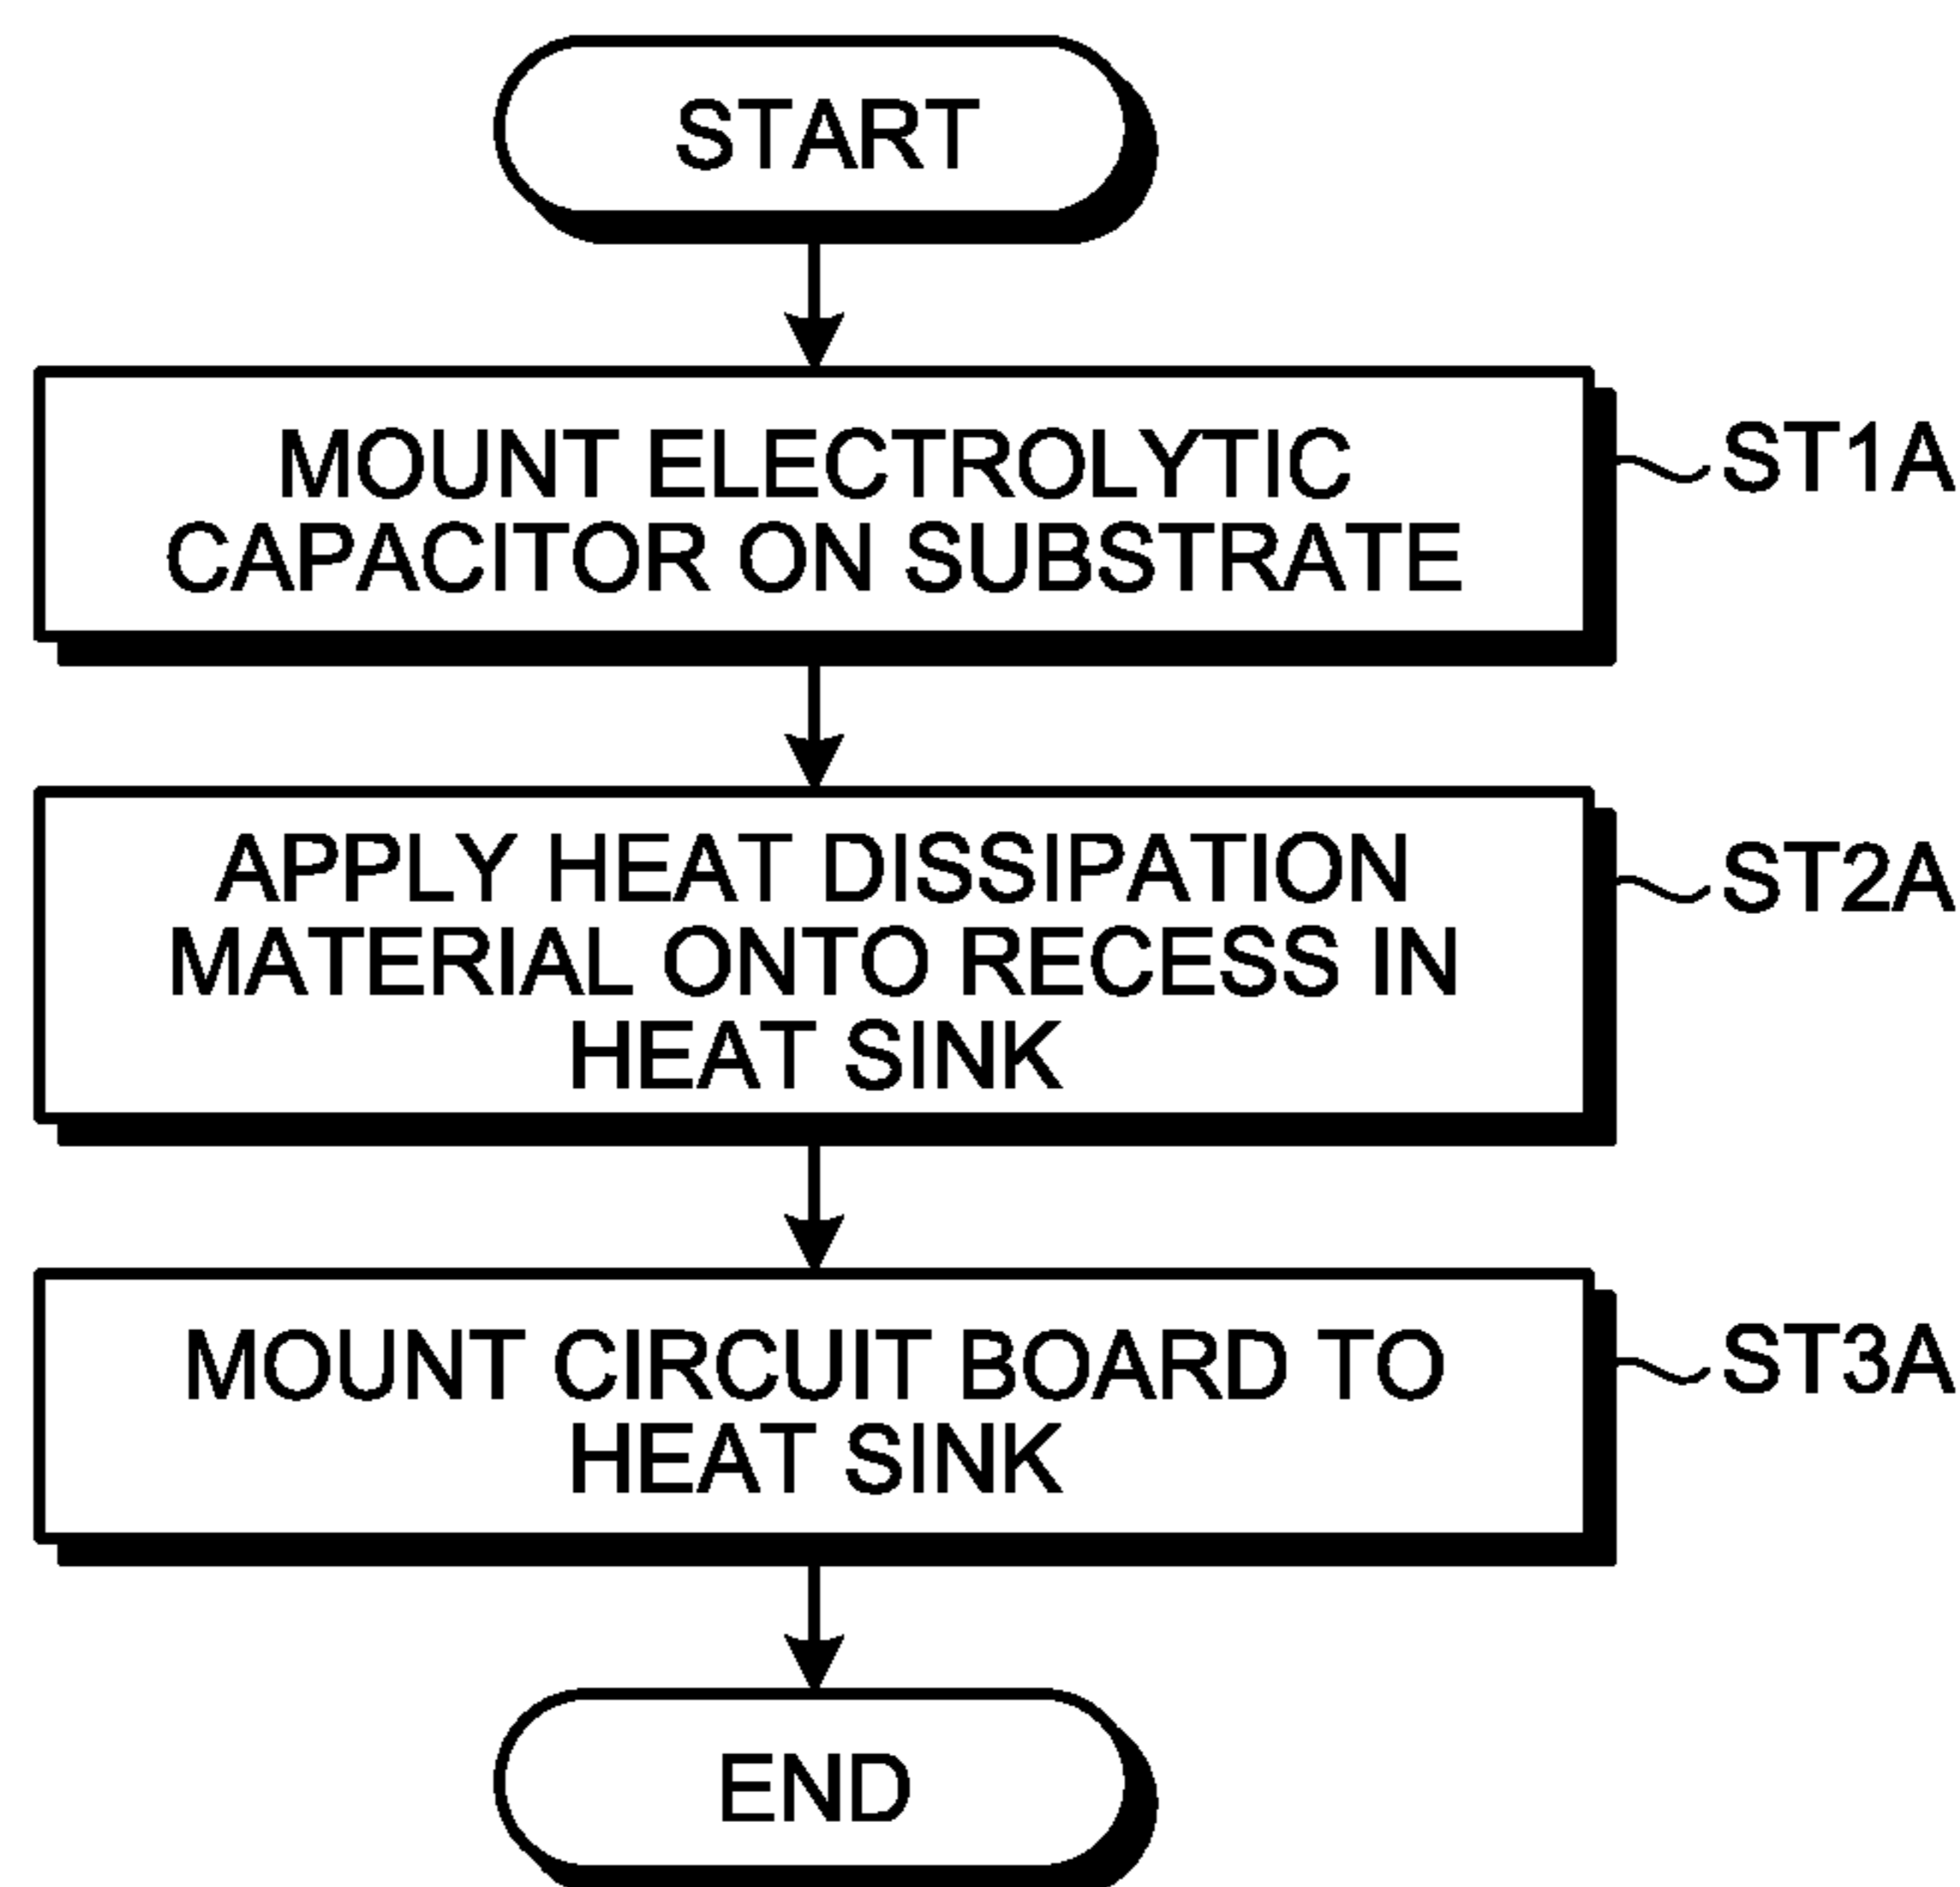 START
MOUNT ELECTROLYTIC
CAPACITOR ON SUBSTRATE
ST1A
APPLY HEAT DISSIPATION
MATERIAL ONTO RECESS IN
HEAT SINK
ST2A
MOUNT CIRCUIT BOARD TO
HEAT SINK
ST3A
END